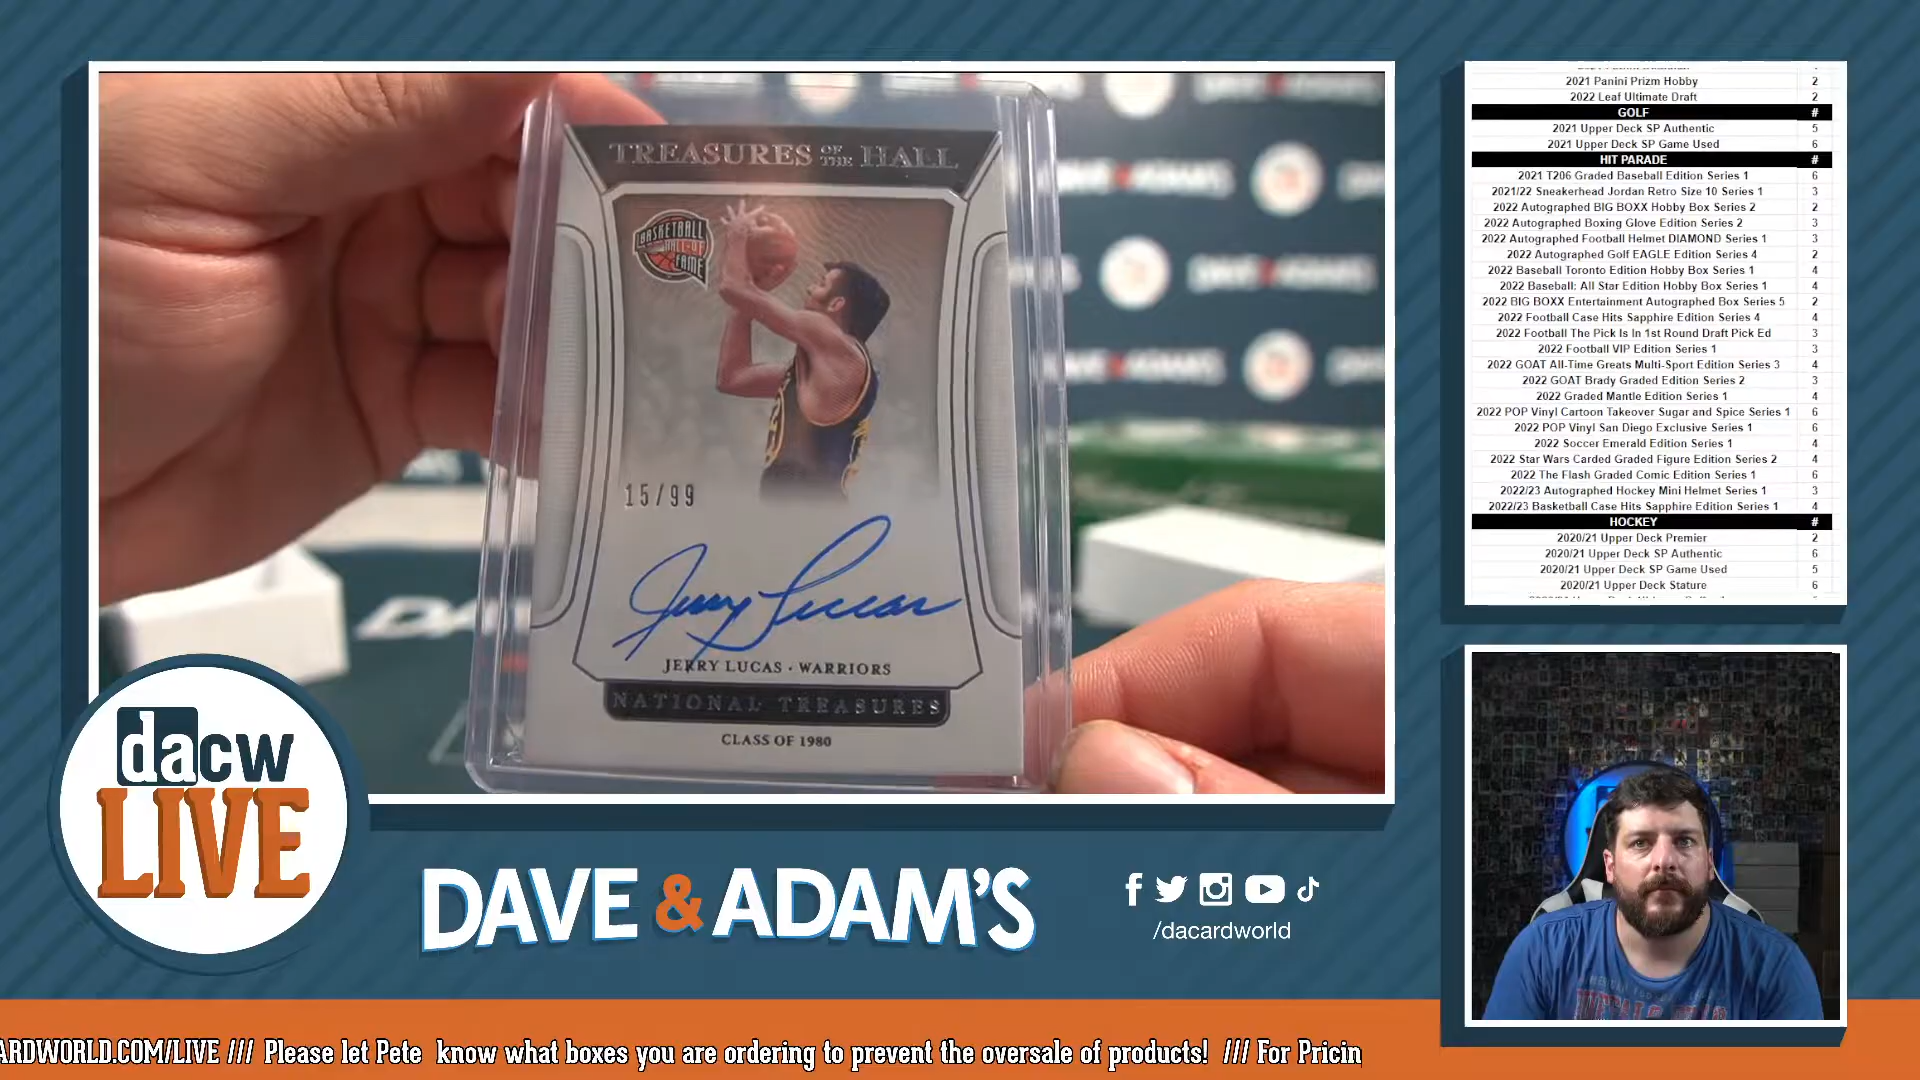 TREASURES OF THE HALL
BASKETBALL
HALL OF
FAME
15/99
Jerry Lucas
JERRY LUCAS · WARRIORS
NATIONAL TREASURES
CLASS OF 1980
dacw
LIVE
DAVE & ADAM'S
/dacardworld
2021 Panini Prizm Hobby 2
2022 Leaf Ultimate Draft 2
GOLF #
2021 Upper Deck SP Authentic 5
2021 Upper Deck SP Game Used 6
HIT PARADE #
2021 T206 Graded Baseball Edition Series 1 6
2021/22 Sneakerhead Jordan Retro Size 10 Series 1 3
2022 Autographed BIG BOXX Hobby Box Series 2 2
2022 Autographed Boxing Glove Edition Series 2 3
2022 Autographed Football Helmet DIAMOND Series 1 3
2022 Autographed Golf EAGLE Edition Series 4 2
2022 Baseball Toronto Edition Hobby Box Series 1 4
2022 Baseball: All Star Edition Hobby Box Series 1 4
2022 BIG BOXX Entertainment Autographed Box Series 5 2
2022 Football Case Hits Sapphire Edition Series 4 4
2022 Football The Pick Is In 1st Round Draft Pick Ed 3
2022 Football VIP Edition Series 1 3
2022 GOAT All-Time Greats Multi-Sport Edition Series 3 4
2022 GOAT Brady Graded Edition Series 2 3
2022 Graded Mantle Edition Series 1 4
2022 POP Vinyl Cartoon Takeover Sugar and Spice Series 1 6
2022 POP Vinyl San Diego Exclusive Series 1 6
2022 Soccer Emerald Edition Series 1 4
2022 Star Wars Carded Graded Figure Edition Series 2 4
2022 The Flash Graded Comic Edition Series 1 6
2022/23 Autographed Hockey Mini Helmet Series 1 3
2022/23 Basketball Case Hits Sapphire Edition Series 1 4
HOCKEY #
2020/21 Upper Deck Premier 2
2020/21 Upper Deck SP Authentic 6
2020/21 Upper Deck SP Game Used 5
2020/21 Upper Deck Stature 6
ARDWORLD.COM/LIVE /// Please let Pete know what boxes you are ordering to prevent the oversale of products! /// For Pricin